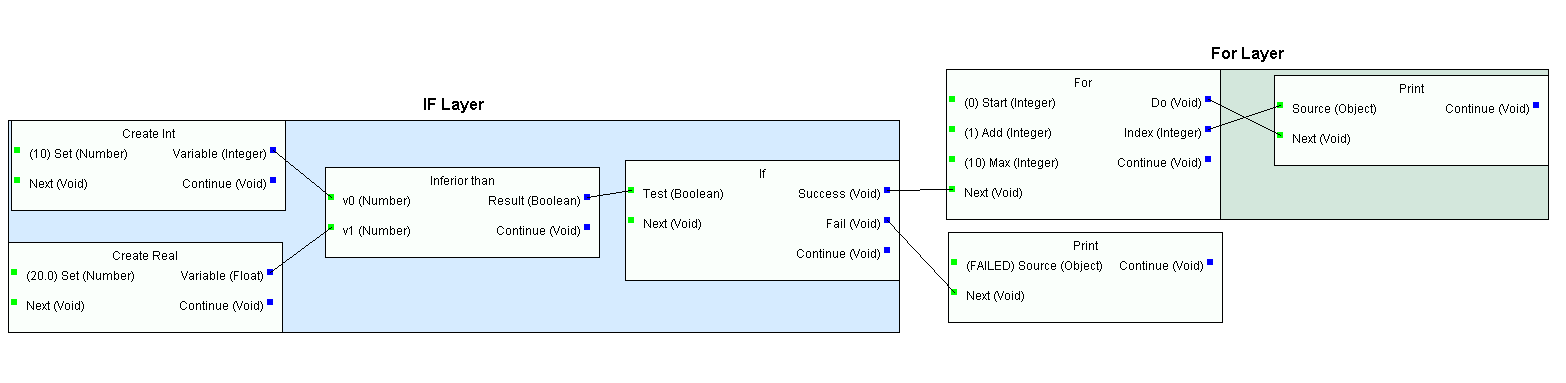 IF Layer
Create Int
(10) Set (Number) Variable (Integer)
Next (Void) Continue (Void)
Create Real
(20.0) Set (Number) Variable (Float)
Next (Void) Continue (Void)
Inferior than
v0 (Number) Result (Boolean)
v1 (Number) Continue (Void)
If
Test (Boolean) Success (Void)
Next (Void) Fail (Void)
Continue (Void)
For Layer
For
(0) Start (Integer) Do (Void)
(1) Add (Integer) Index (Integer)
(10) Max (Integer) Continue (Void)
Next (Void)
Print
Source (Object) Continue (Void)
Next (Void)
Print
(FAILED) Source (Object) Continue (Void)
Next (Void)